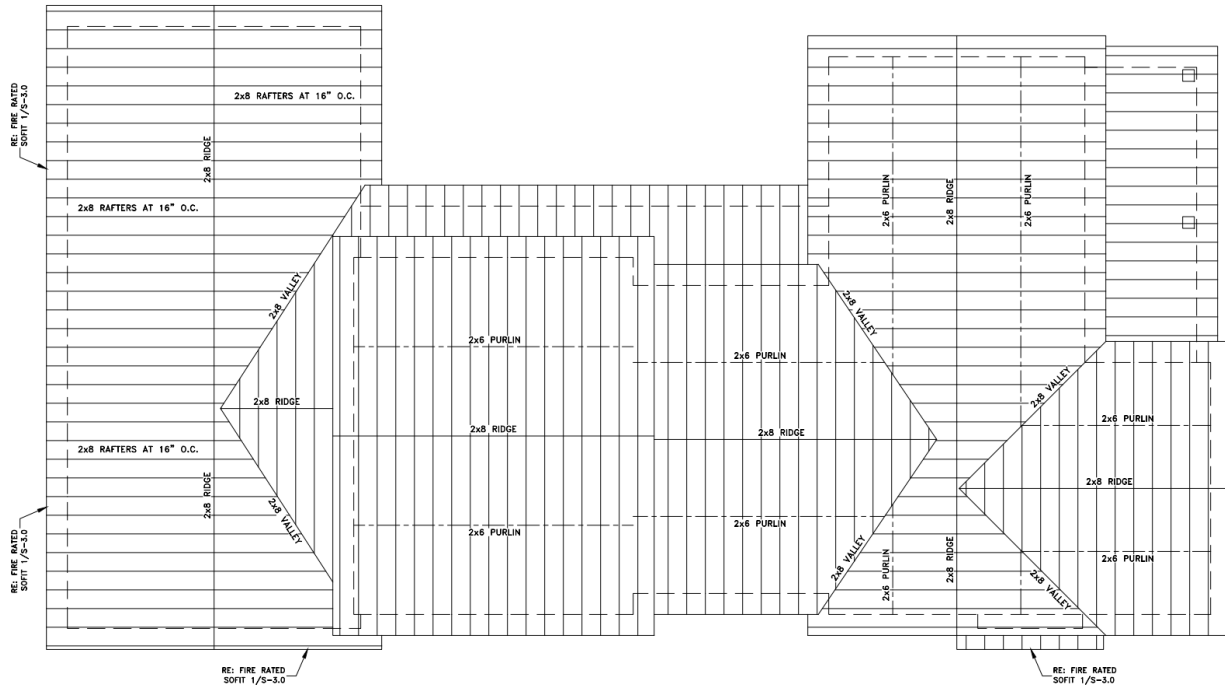 RE: FIRE RATED
SOFIT 1/S-3.0
2x8 RAFTERS AT 16" O.C.
2x8 RIDGE
2x8 RAFTERS AT 16" O.C.
2x6 PURLIN
2x8 RIDGE
2x6 PURLIN
2x8 VALLEY
2x8 VALLEY
2x6 PURLIN
2x6 PURLIN
2x8 VALLEY
2x8 RIDGE
2x6 PURLIN
2x8 RIDGE
2x8 RIDGE
2x8 RAFTERS AT 16" O.C.
2x8 RIDGE
2x8 RIDGE
2x8 VALLEY
2x6 PURLIN
2x6 PURLIN
RE: FIRE RATED
SOFIT 1/S-3.0
2x8 VALLEY
2x6 PURLIN
2x8 RIDGE
2x6 PURLIN
2x8 VALLEY
RE: FIRE RATED
SOFIT 1/S-3.0
RE: FIRE RATED
SOFIT 1/S-3.0